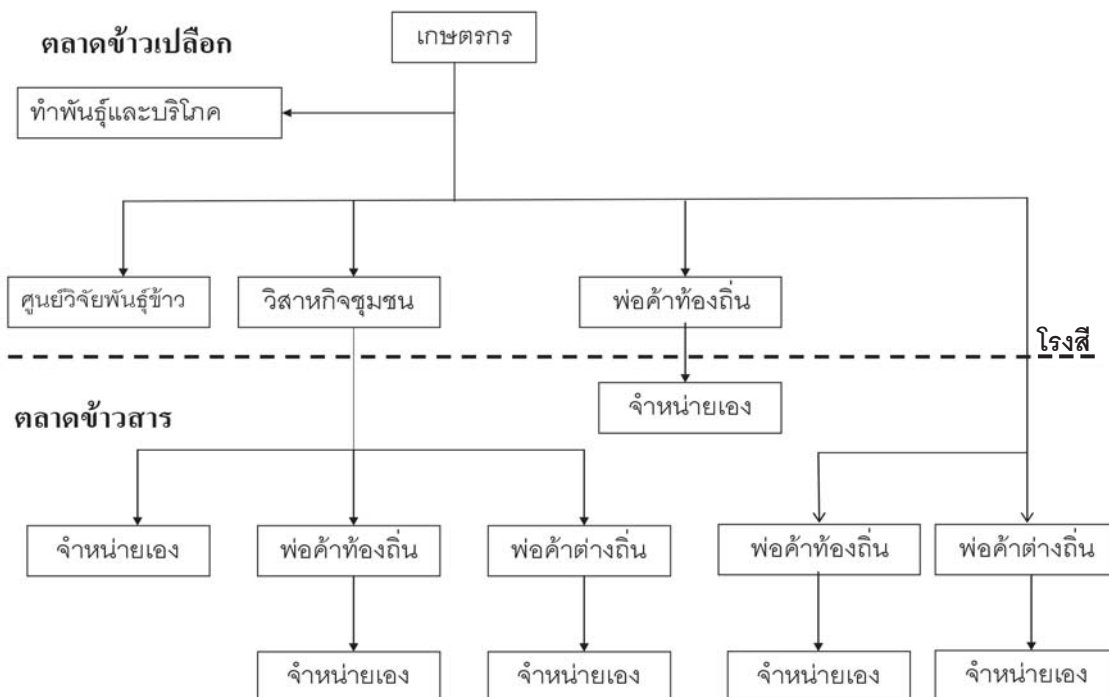 เกษตรกร
ตลาดข้าวเปลือก
ทำพันธุ์และบริโภค
ศูนย์วิจัยพันธุ์ข้าว
วิสาหกิจชุมชน
พ่อค้าท้องถิ่น
โรงสี
จำหน่ายเอง
ตลาดข้าวสาร
จำหน่ายเอง
พ่อค้าท้องถิ่น
พ่อค้าต่างถิ่น
พ่อค้าท้องถิ่น
พ่อค้าต่างถิ่น
จำหน่ายเอง
จำหน่ายเอง
จำหน่ายเอง
จำหน่ายเอง